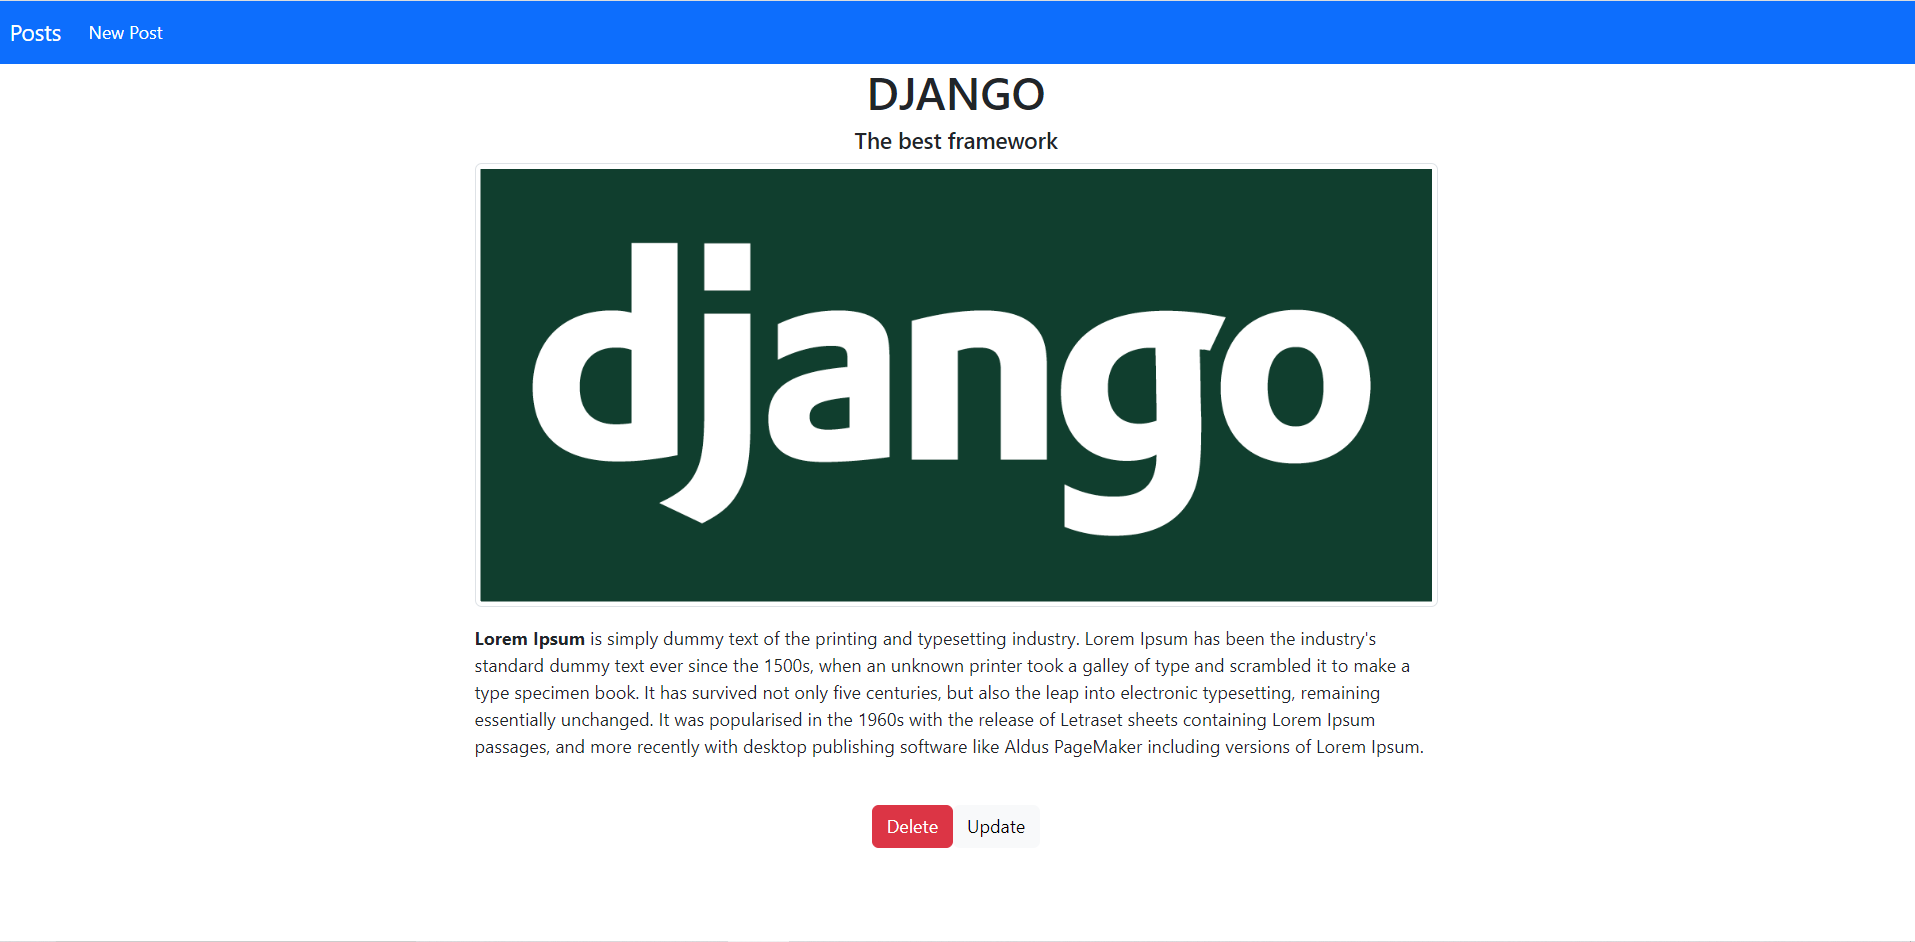 Posts New Post
DJANGO
The best framework
django
Lorem Ipsum is simply dummy text of the printing and typesetting industry. Lorem Ipsum has been the industry's
standard dummy text ever since the 1500s, when an unknown printer took a galley of type and scrambled it to make a
type specimen book. It has survived not only five centuries, but also the leap into electronic typesetting, remaining
essentially unchanged. It was popularised in the 1960s with the release of Letraset sheets containing Lorem Ipsum
passages, and more recently with desktop publishing software like Aldus PageMaker including versions of Lorem Ipsum.
Delete Update